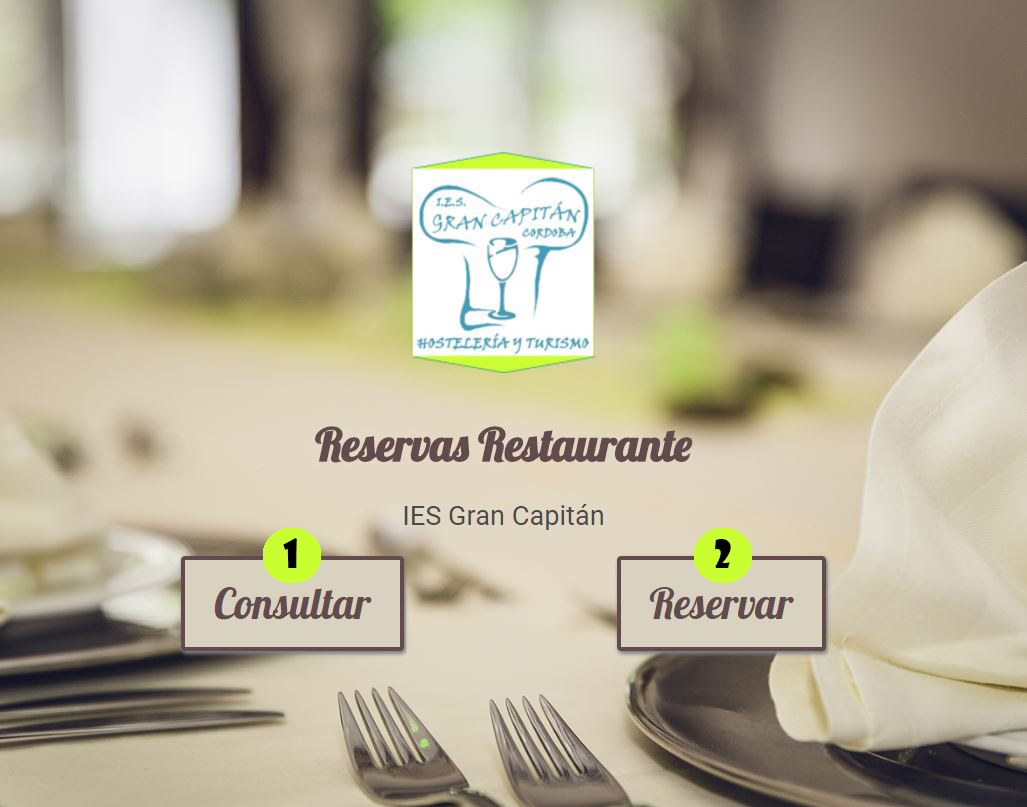 I.E.S.
GRAN CAPITÁN
CORDOBA
HOSTELERÍA Y TURISMO
Reservas Restaurante
IES Gran Capitán
1
Consultar
2
Reservar